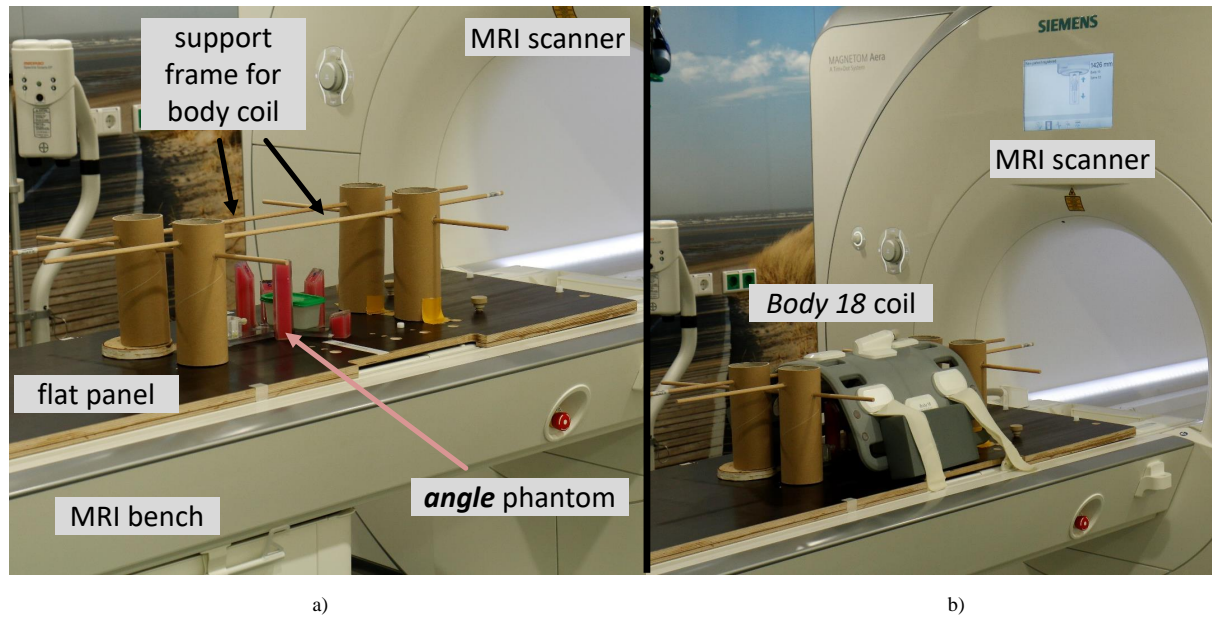 support
frame for
body coil
MRI scanner
flat panel
MRI bench
angle phantom
a)
SIEMENS
MAGNETOM Aera
1426 mm
MRI scanner
Body 18 coil
b)